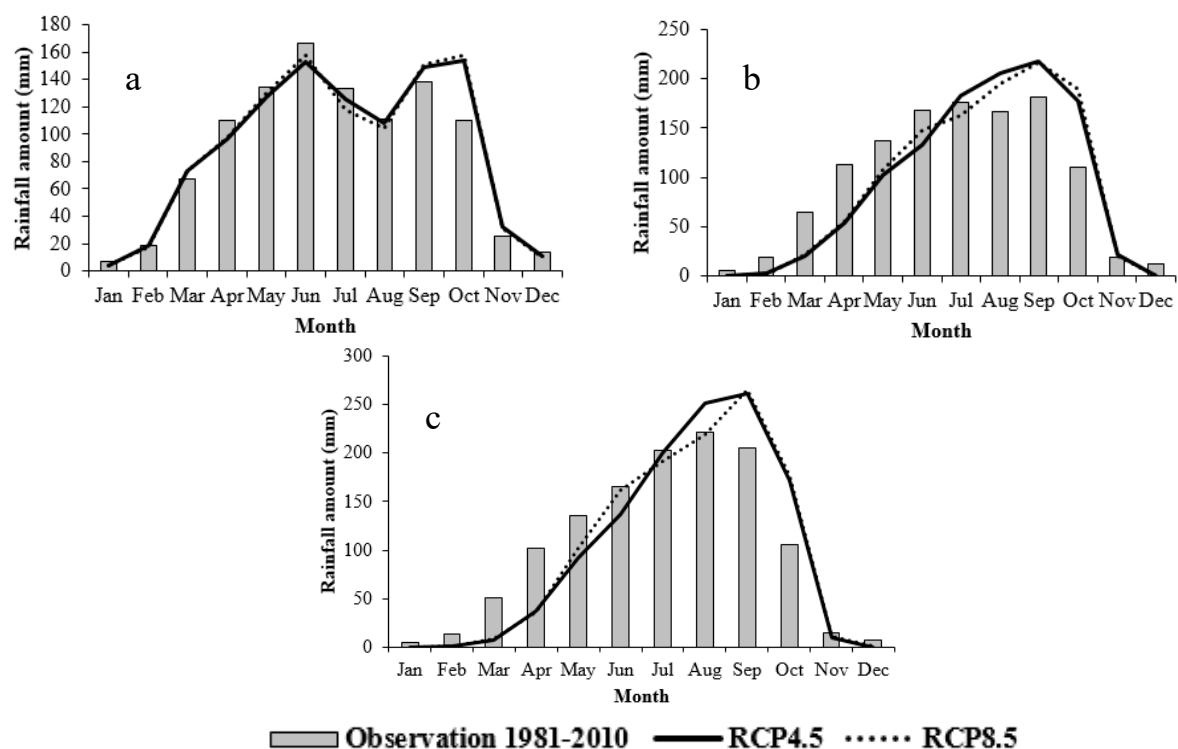 180
160
140
120
100
80
60
40
20
0
Rainfall amount (mm)
a
Jan Feb Mar Apr May Jun Jul Aug Sep Oct Nov Dec
Month
250
200
150
100
50
0
Rainfall amount (mm)
b
Jan Feb Mar Apr May Jun Jul Aug Sep Oct Nov Dec
Month
300
250
200
150
100
50
0
Rainfall amount (mm)
c
Jan Feb Mar Apr May Jun Jul Aug Sep Oct Nov Dec
Month
Observation 1981-2010 RCP4.5 RCP8.5